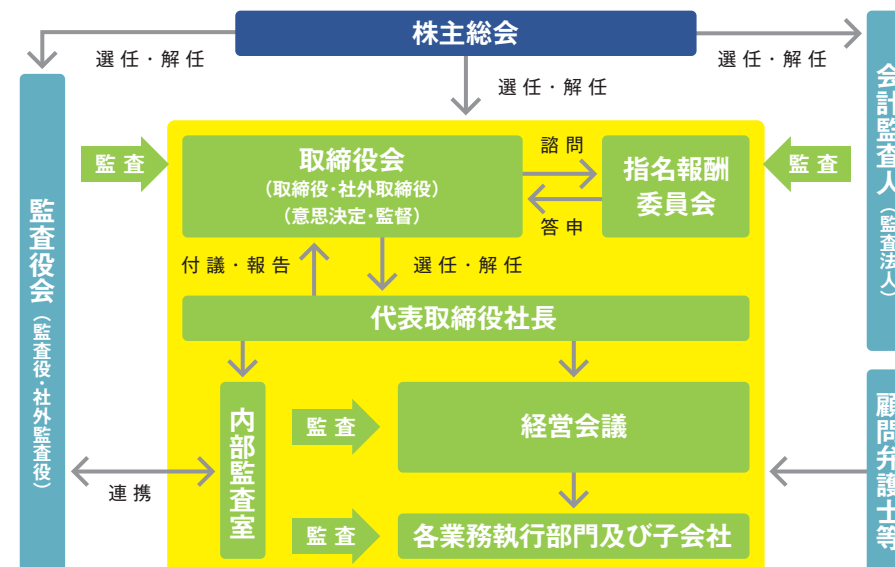 株主総会
選任・解任
選任・解任
選任・解任
監査役会（監査役・社外監査役）
会計監査人（監査法人）
監査
取締役会
（取締役・社外取締役）
（意思決定・監督）
諮問
答申
指名報酬
委員会
監査
付議・報告
選任・解任
代表取締役社長
内部監査室
監査
経営会議
顧問弁護士等
連携
監査
各業務執行部門及び子会社